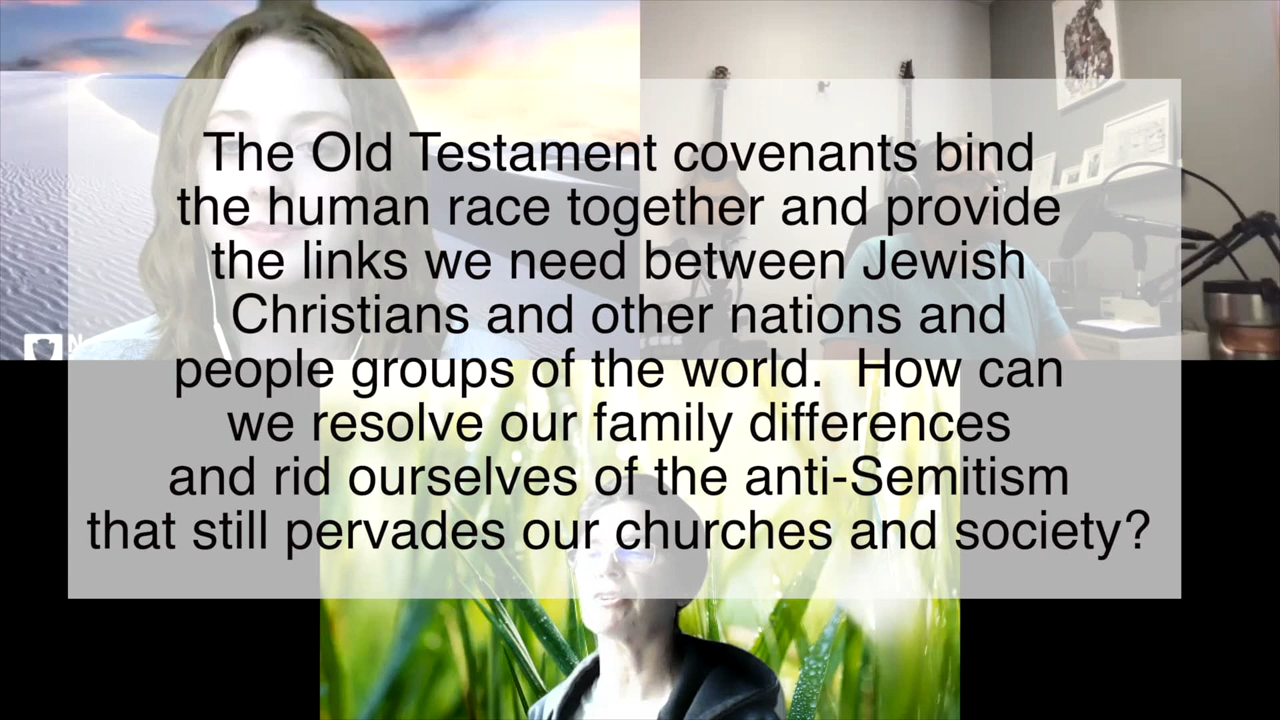 The Old Testament covenants bind
the human race together and provide
the links we need between Jewish
Christians and other nations and
people groups of the world.  How can
we resolve our family differences
and rid ourselves of the anti-Semitism
that still pervades our churches and society?